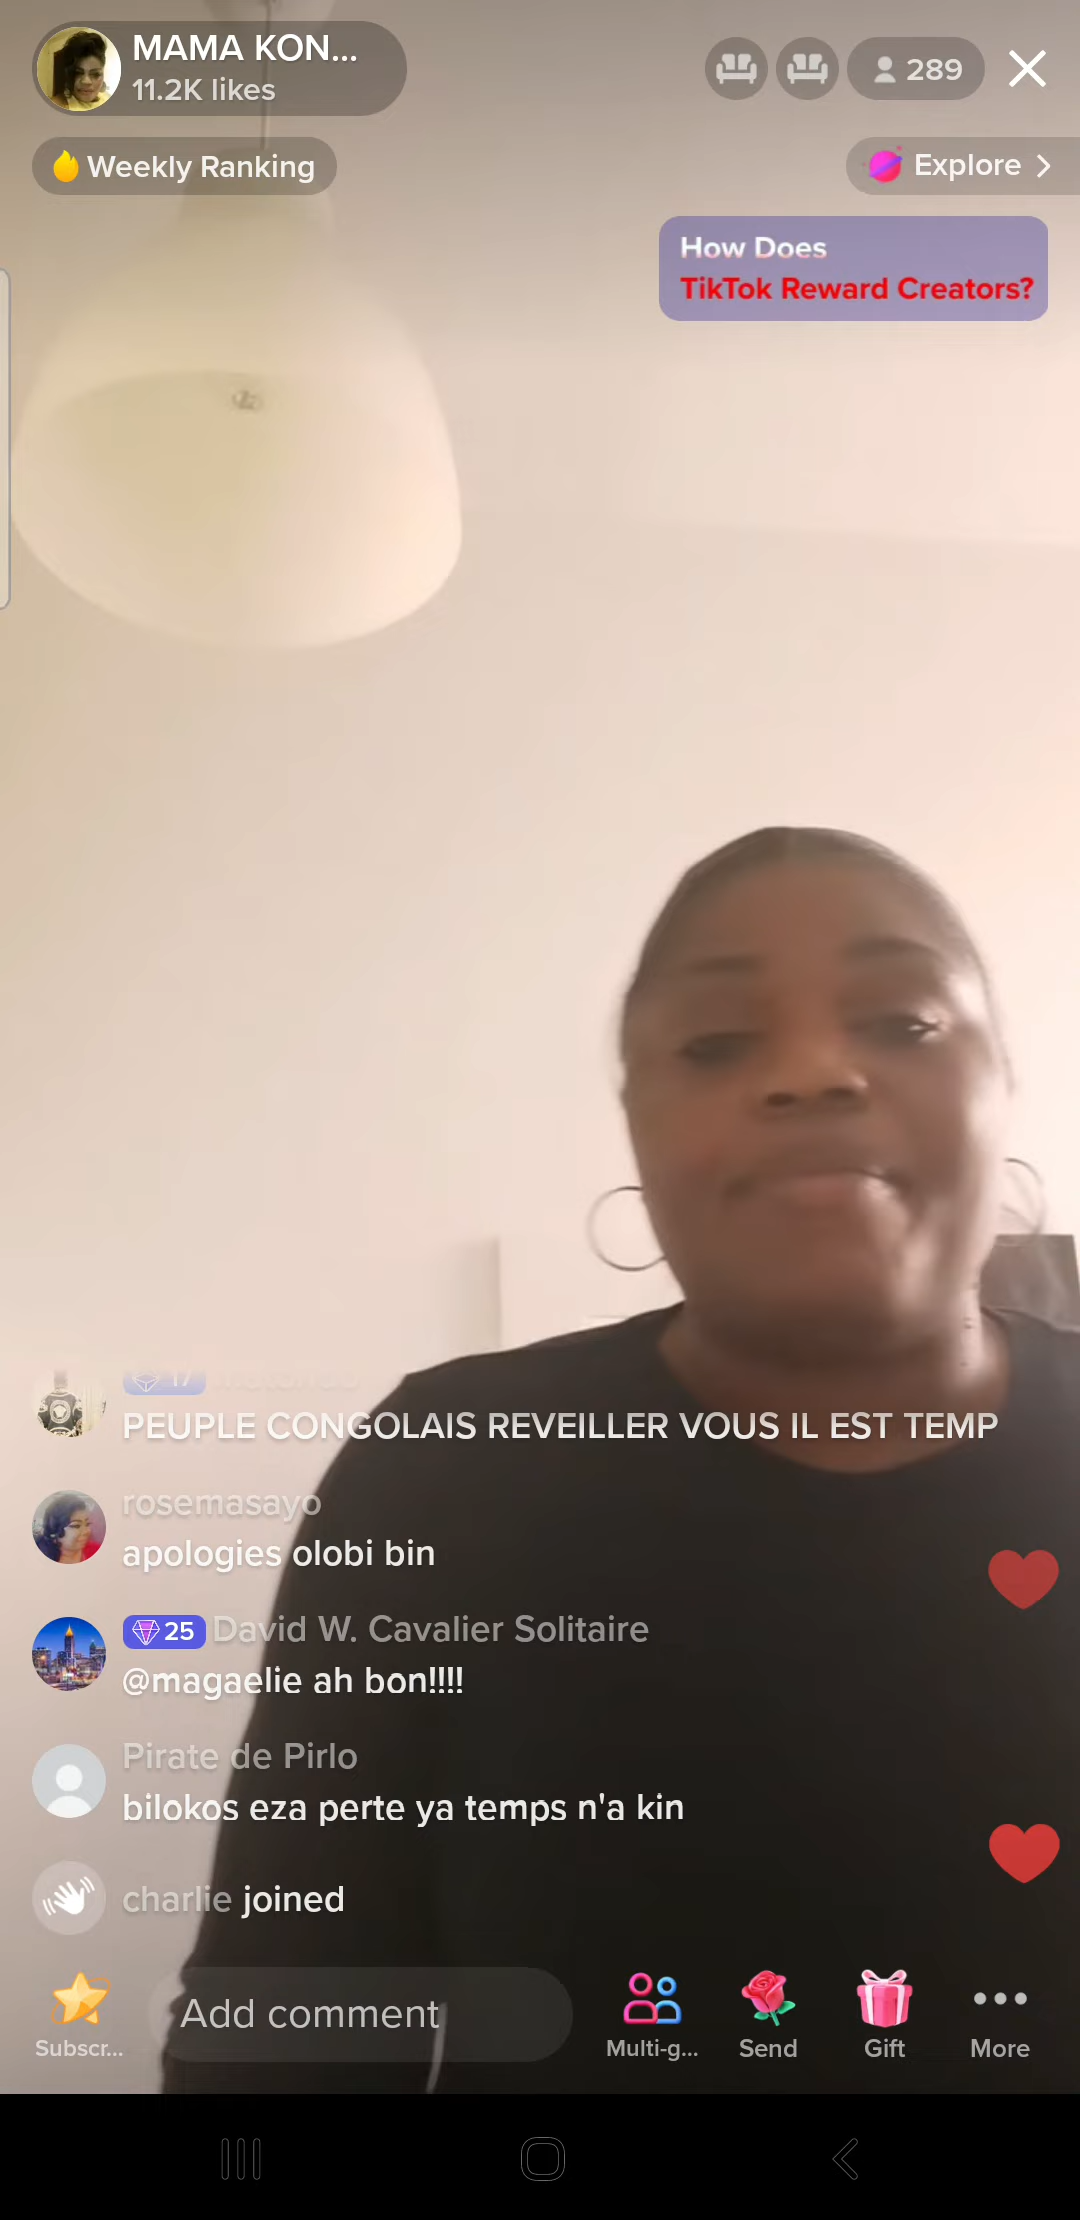 MAMA KON...
11.2K likes
289
Weekly Ranking
Explore
How Does
TikTok Reward Creators?
17
PEUPLE CONGOLAIS REVEILLER VOUS IL EST TEMP
rosemasayo
apologies olobi bin
25 David W. Cavalier Solitaire
@magaelie ah bon!!!!
Pirate de Pirlo
bilokos eza perte ya temps n'a kin
charlie joined
Add comment
Subscr...
Multi-g...
Send
Gift
More